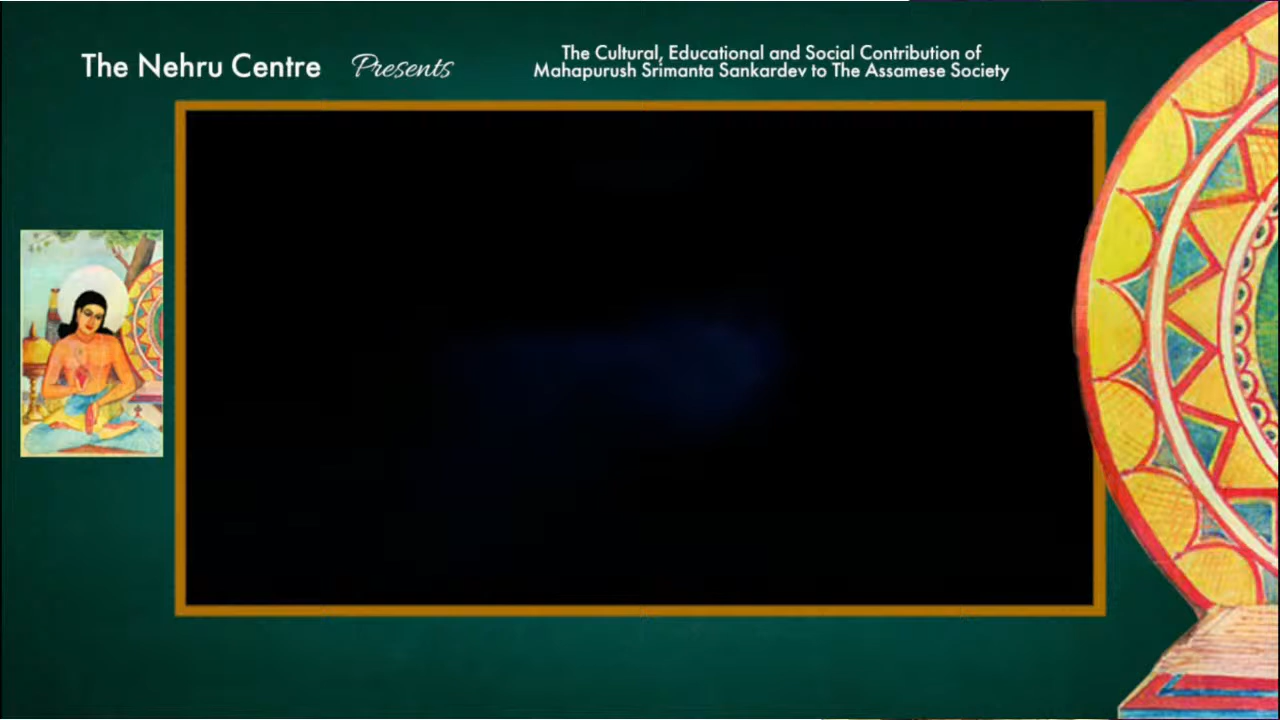 The Nehru Centre Presents
The Cultural, Educational and Social Contribution of
Mahapurush Srimanta Sankardev to The Assamese Society